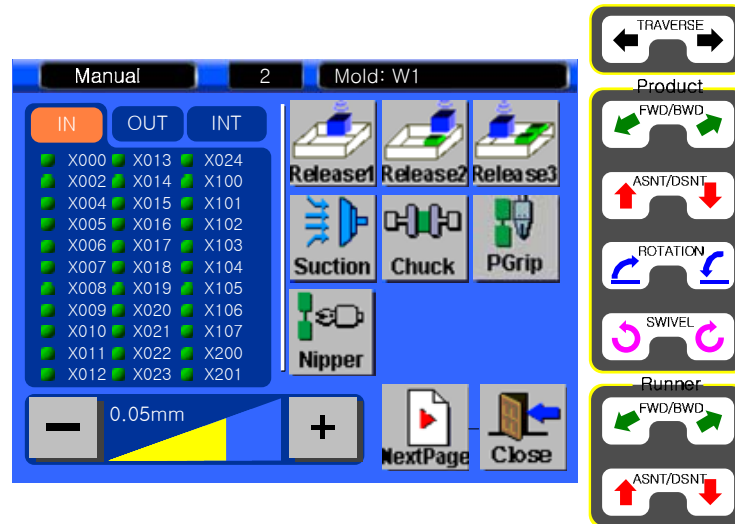 Manual 2 Mold: W1
IN OUT INT
X000 X013 X024
X002 X014 X100
X004 X015 X101
X005 X016 X102
X006 X017 X103
X007 X018 X104
X008 X019 X105
X009 X020 X106
X010 X021 X107
X011 X022 X200
X012 X023 X201
Release1 Release2 Release3
Suction Chuck PGrip
Nipper
0.05mm
− +
NextPage Close
TRAVERSE
Product
FWD/BWD
ASNT/DSNT
ROTATION
SWIVEL
Runner
FWD/BWD
ASNT/DSNT